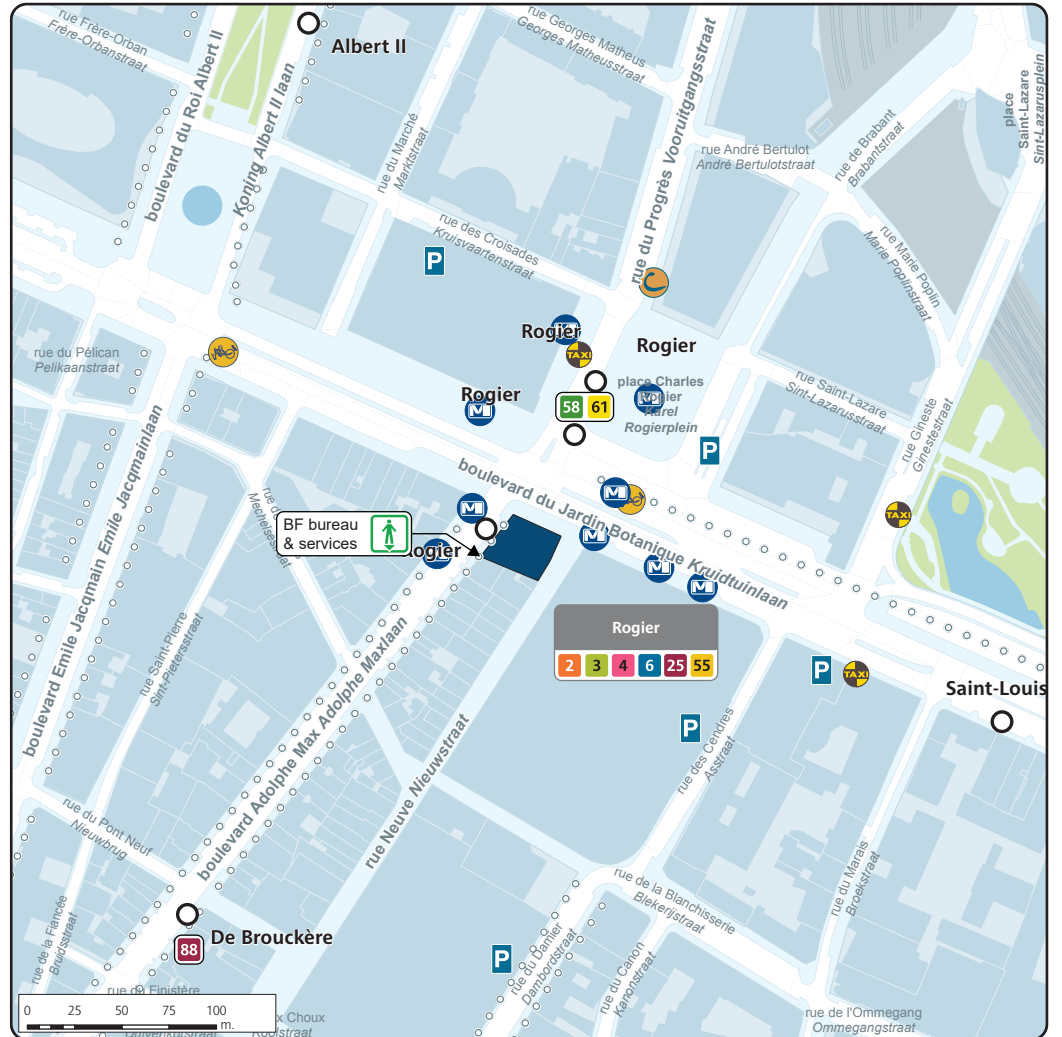 rue Frère-Orban
Frère-Orbanstraat
boulevard du Roi Albert II
Koning Albert II laan
Albert II
rue Georges Matheus
Georges Matheusstraat
rue du Progrès Vooruitgangsstraat
place
Saint-Lazare
Sint-Lazarusplein
rue du Marché
Marktstraat
rue André Bertulot
André Bertulotstraat
rue de Brabant
Brabantstraat
rue des Croisades
Kruisvaartenstraat
rue Marie Poplin
Marie Poplinstraat
P
Rogier
TAXI
Rogier
rue du Pélican
Pelikaanstraat
Rogier
58 61
place Charles
Rogier
Karel
Rogierplein
rue Saint-Lazare
Sint-Lazarusstraat
rue Gineste
Ginestestraat
P
boulevard du Jardin Botanique Kruidtuinlaan
TAXI
Mechelsestraat
BF bureau
& services
Rogier
boulevard Emile Jacqmain Emile Jacqmainlaan
rue Saint-Pierre
Sint-Pietersstraat
boulevard Adolphe Max Adolphe Maxlaan
rue Neuve Nieuwstraat
Rogier
2 3 4 6 25 55
P
TAXI
Saint-Louis
P
rue des Cendres
Asstraat
rue du Pont Neuf
Nieuwbrug
rue de la Fiancée
Bruidsstraat
88
De Brouckère
P
rue du Damier
Dambordstraat
rue de la Blanchisserie
Blekerijstraat
rue du Canon
Kanonstraat
rue du Marais
Broekstraat
rue du Finistère
x Choux
rue de l'Ommegang
Ommegangstraat
0 25 50 75 100
m.